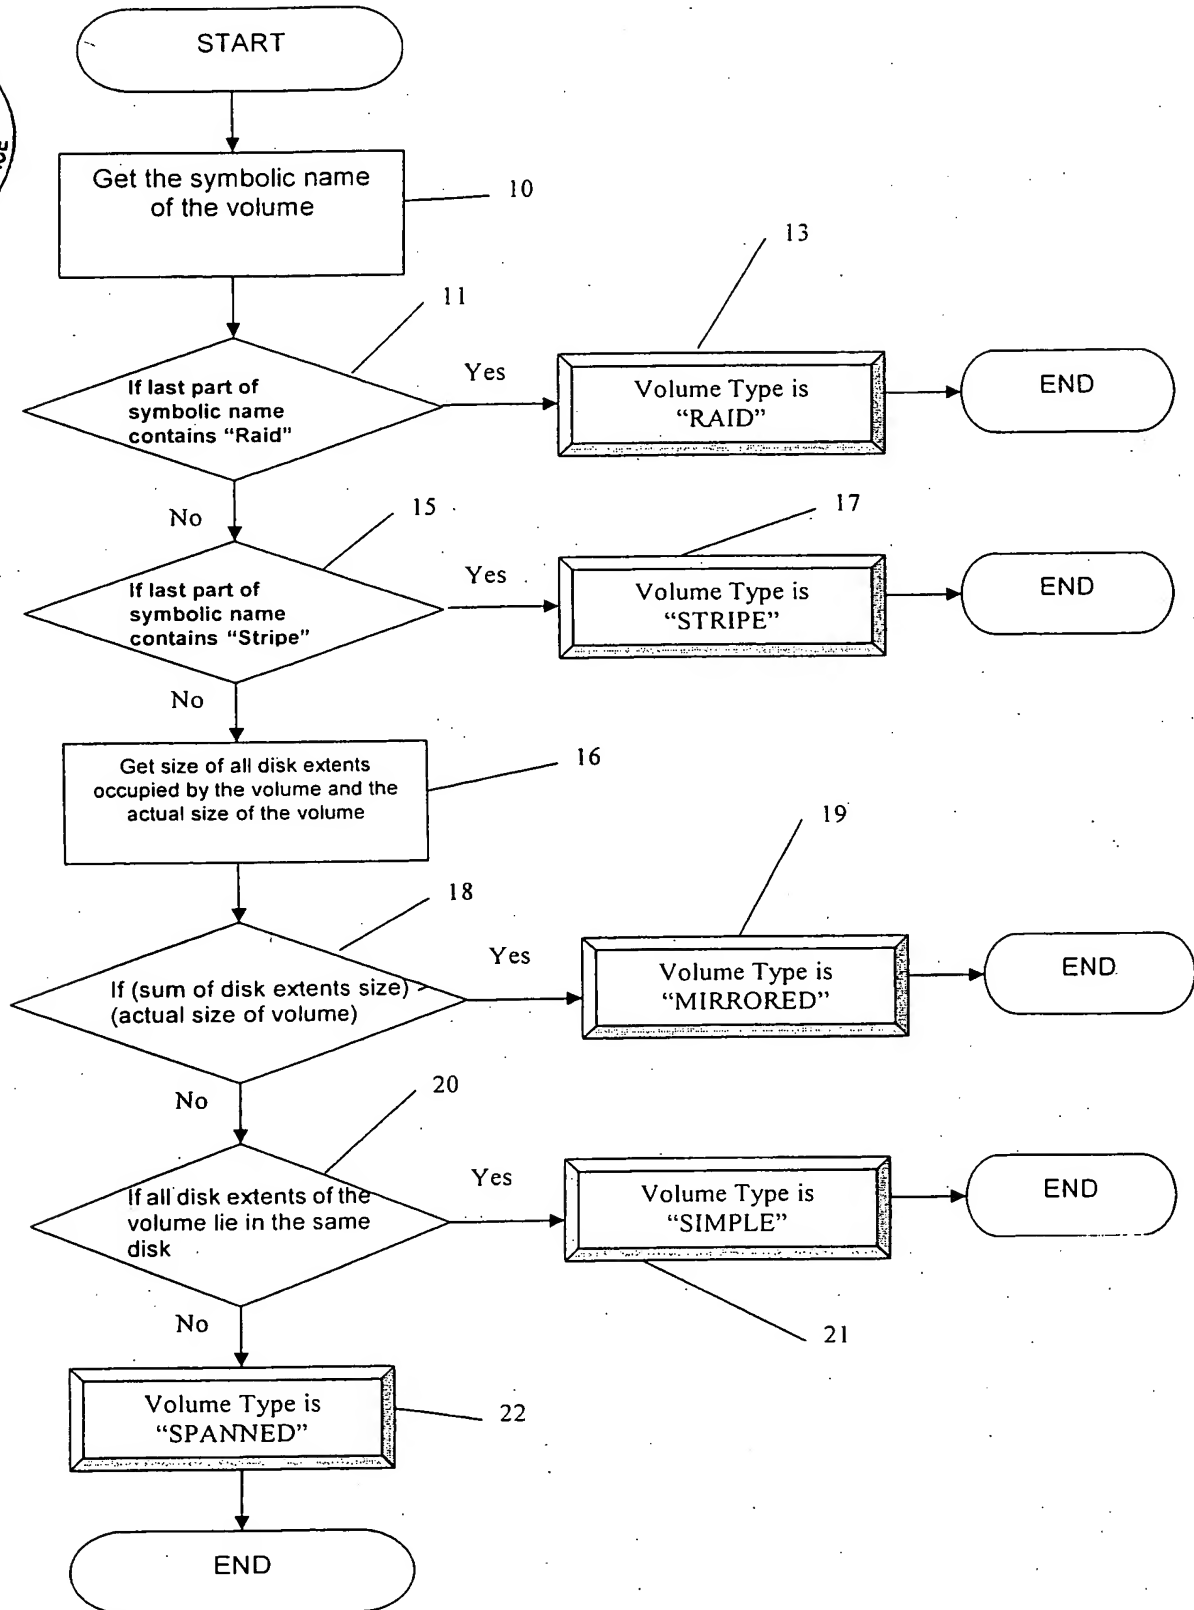 START
Get the symbolic name
of the volume
10
11
13
If last part of
symbolic name
contains "Raid"
Yes
Volume Type is
“RAID”
END
No
15
17
If last part of
symbolic name
contains "Stripe"
Yes
Volume Type is
“STRIPE”
END
No
Get size of all disk extents
occupied by the volume and the
actual size of the volume
16
18
19
If (sum of disk extents size)
(actual size of volume)
Yes
Volume Type is
“MIRRORED”
END
No
20
If all disk extents of the
volume lie in the same
disk
Yes
Volume Type is
“SIMPLE”
END
21
No
Volume Type is
“SPANNED”
22
END